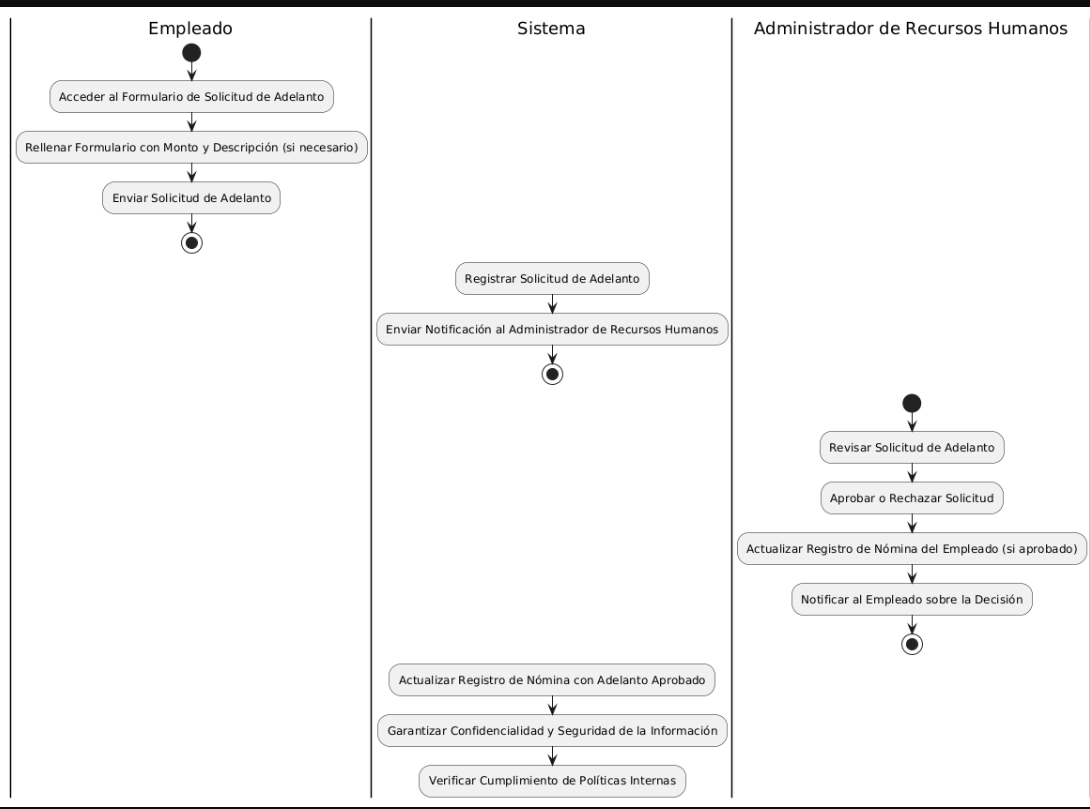 Empleado
Sistema
Administrador de Recursos Humanos
Acceder al Formulario de Solicitud de Adelanto
Rellenar Formulario con Monto y Descripción (si necesario)
Enviar Solicitud de Adelanto
Registrar Solicitud de Adelanto
Enviar Notificación al Administrador de Recursos Humanos
Revisar Solicitud de Adelanto
Aprobar o Rechazar Solicitud
Actualizar Registro de Nómina del Empleado (si aprobado)
Notificar al Empleado sobre la Decisión
Actualizar Registro de Nómina con Adelanto Aprobado
Garantizar Confidencialidad y Seguridad de la Información
Verificar Cumplimiento de Políticas Internas